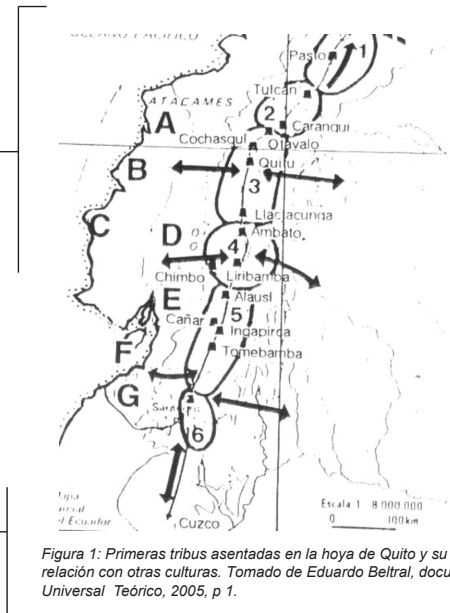 OCEANO PACIFICO
Pasto
1
Tulcán
ATACAMES
2
A
Caranqui
Cochasquí
Otavalo
B
Quitu
3
C
Llactacunga
D
Ambato
4
Chimbo
Liribamba
E
Alausí
5
Cañar
Ingapirca
F
Tomebamba
G
6
Escala 1 8 000 000
0 100km
Cuzco
Figura 1: Primeras tribus asentadas en la hoya de Quito y su
relación con otras culturas. Tomado de Eduardo Beltral, docu
Universal Teórico, 2005, p 1.